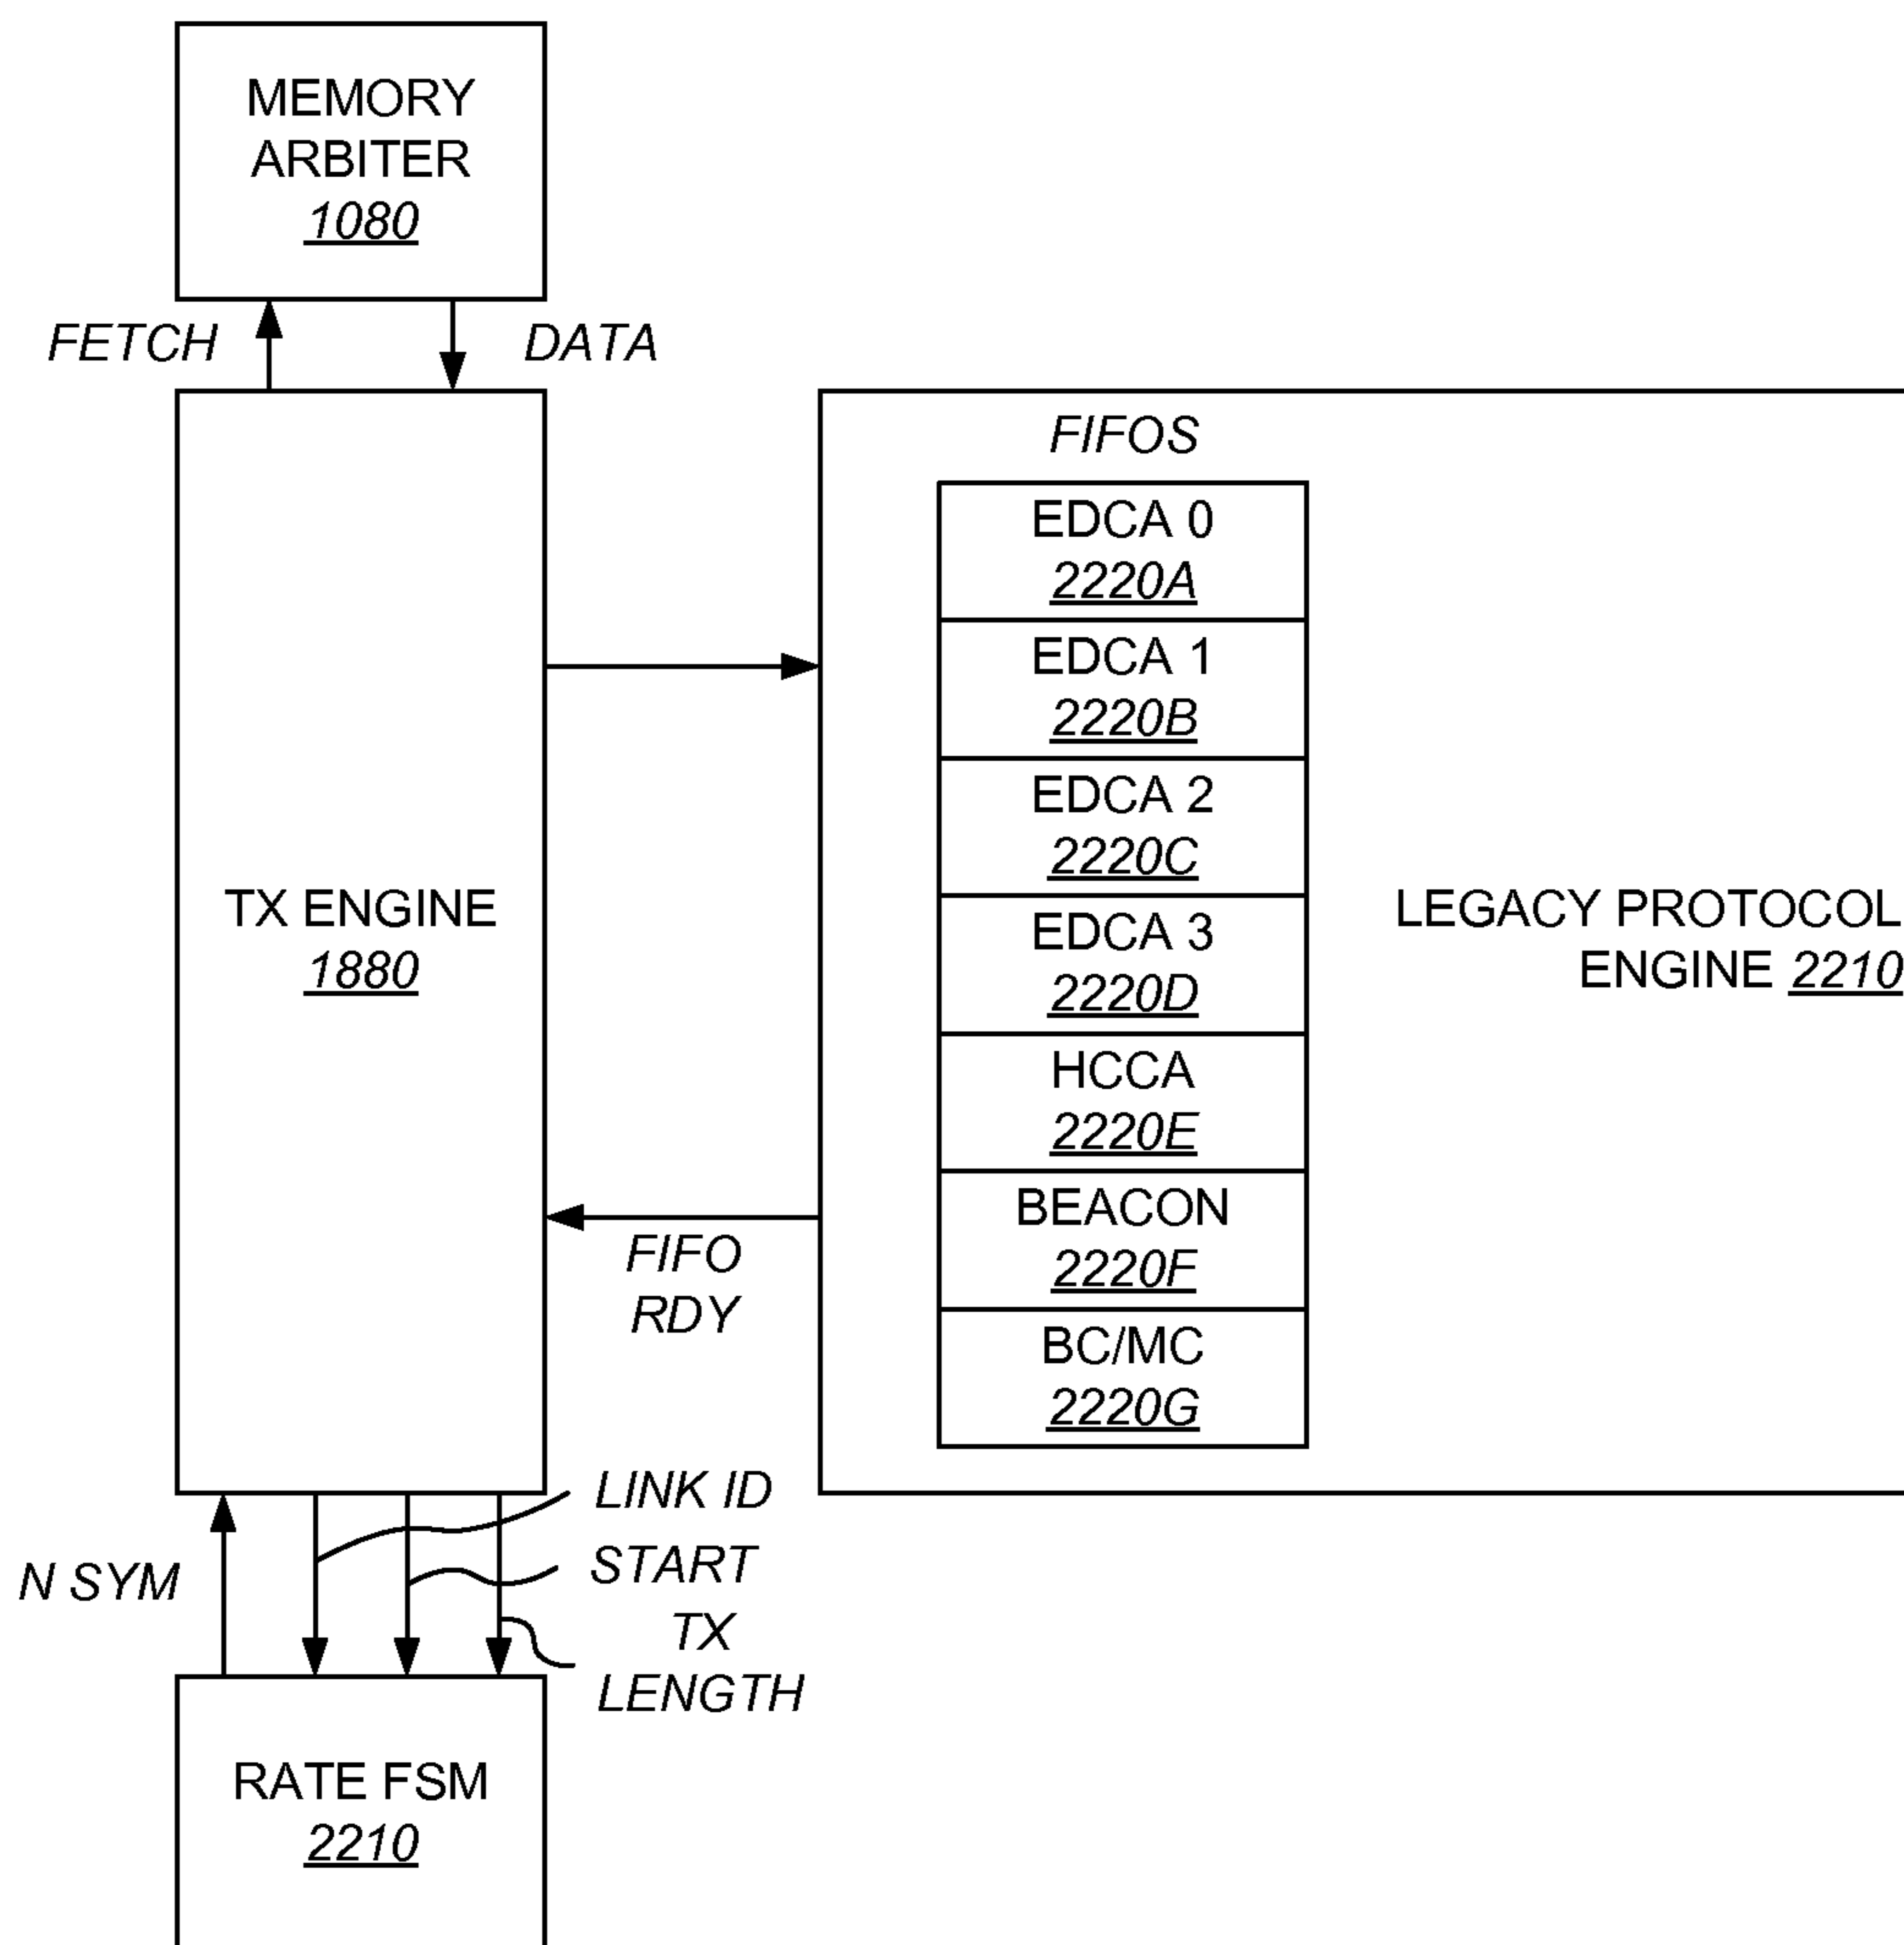 MEMORY
ARBITER
1080
FETCH
DATA
FIFOS
EDCA 0
2220A
EDCA 1
2220B
EDCA 2
2220C
EDCA 3
2220D
HCCA
2220E
BEACON
2220F
BC/MC
2220G
TX ENGINE
1880
LEGACY PROTOCOL
ENGINE 2210
FIFO
RDY
LINK ID
START
TX
LENGTH
N SYM
RATE FSM
2210